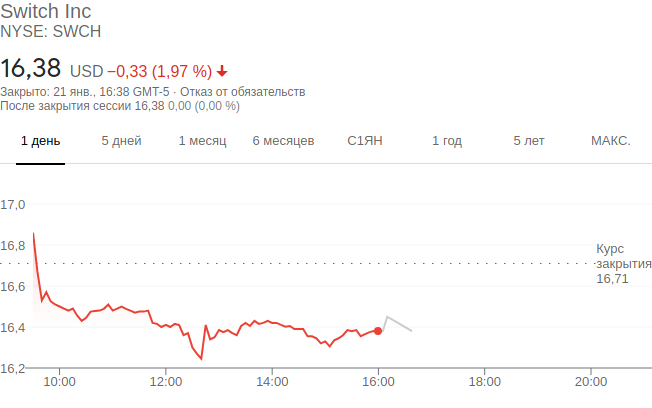 Switch Inc
NYSE: SWCH
16,38 USD −0,33 (1,97 %)
Закрыто: 21 янв., 16:38 GMT-5 · Отказ от обязательств
После закрытия сессии 16,38 0,00 (0,00 %)
1 день 5 дней 1 месяц 6 месяцев С1ЯН 1 год 5 лет МАКС.
17,0
16,8
Курс
закрытия
16,71
16,6
16,4
16,2
10:00 12:00 14:00 16:00 18:00 20:00